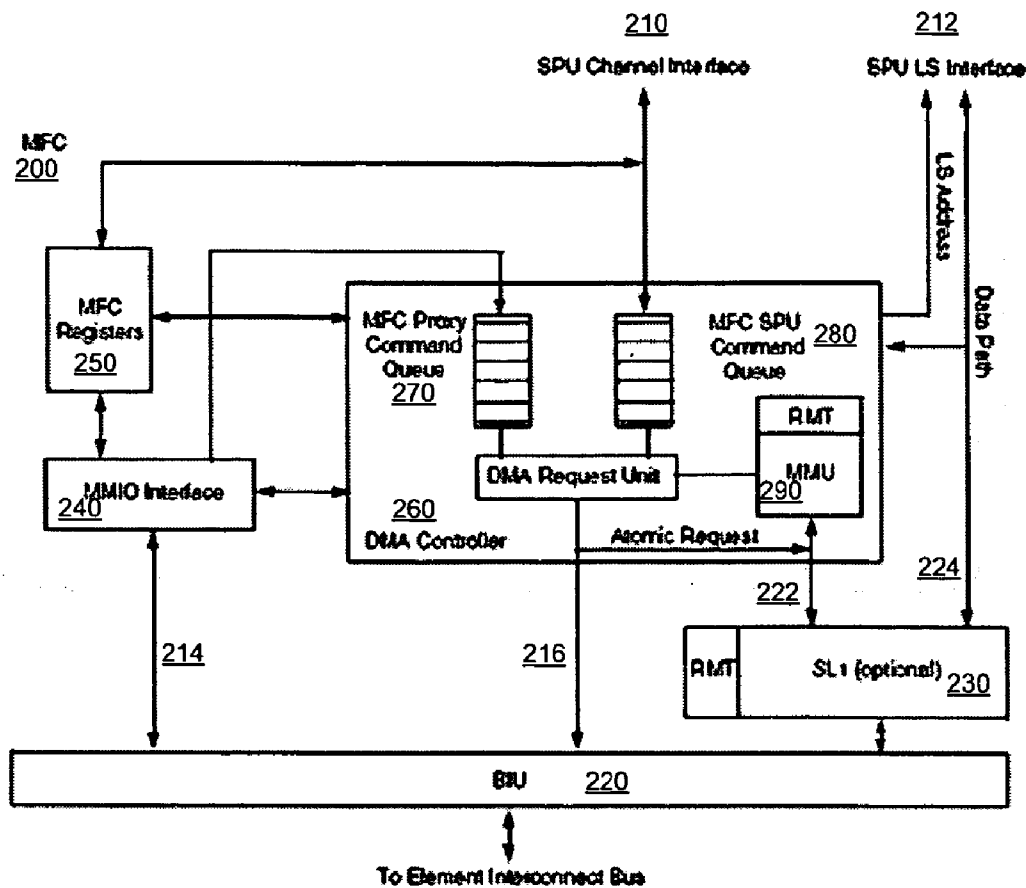 210
SPU Channel Interface
212
SPU LS Interface
MFC
200
LS Address
Data Path
MFC
Registers
250
MFC Proxy
Command
Queue
270
MFC SPU
Command
Queue
280
RMT
MMU
290
DMA Request Unit
MMIO Interface
240
260
DMA Controller
Atomic Request
222
224
214
216
RMT
SL1 (optional)
230
BIU
220
To Element Interconnect Bus